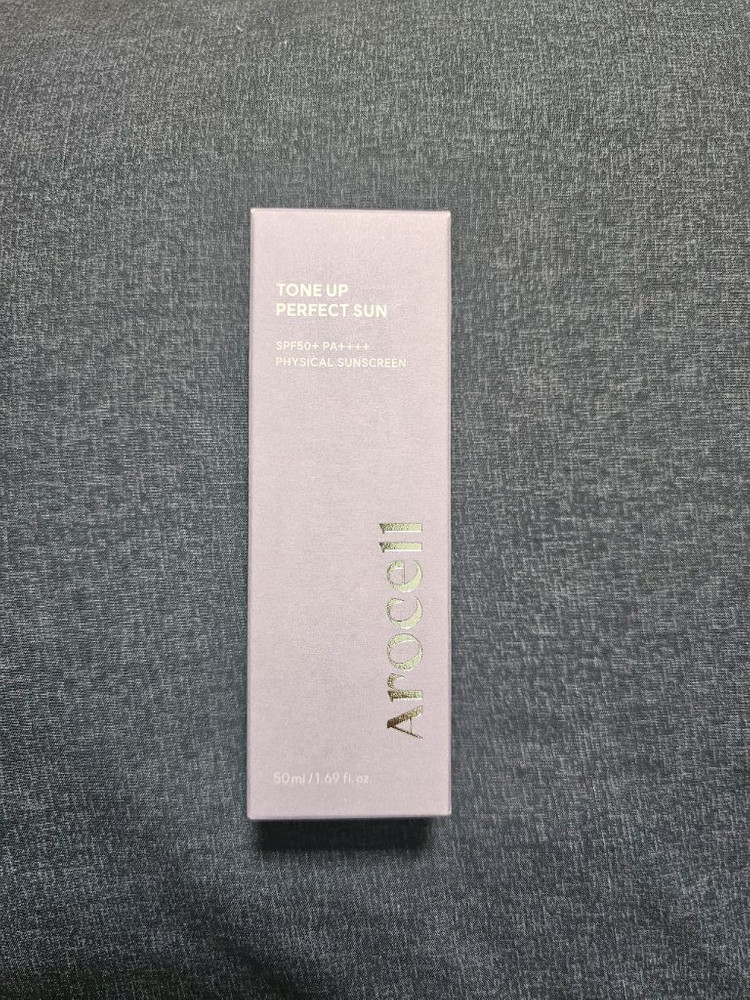 TONE UP
PERFECT SUN
SPF50+ PA++++
PHYSICAL SUNSCREEN
Arocell
50ml / 1.69 fl. oz.